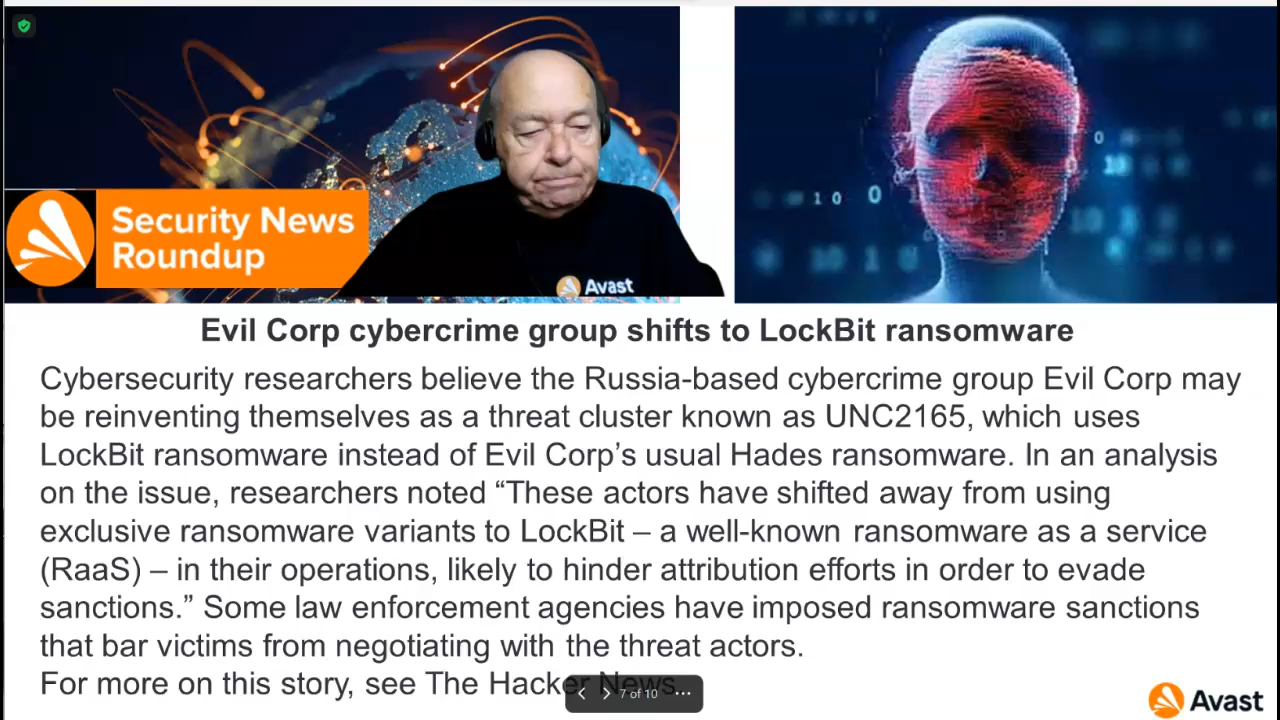 Security News
Roundup
Avast
1 0
0
0
10
Evil Corp cybercrime group shifts to LockBit ransomware
Cybersecurity researchers believe the Russia-based cybercrime group Evil Corp may
be reinventing themselves as a threat cluster known as UNC2165, which uses
LockBit ransomware instead of Evil Corp’s usual Hades ransomware. In an analysis
on the issue, researchers noted “These actors have shifted away from using
exclusive ransomware variants to LockBit – a well-known ransomware as a service
(RaaS) – in their operations, likely to hinder attribution efforts in order to evade
sanctions.” Some law enforcement agencies have imposed ransomware sanctions
that bar victims from negotiating with the threat actors.
For more on this story, see The Hacker News.
7 of 10
Avast